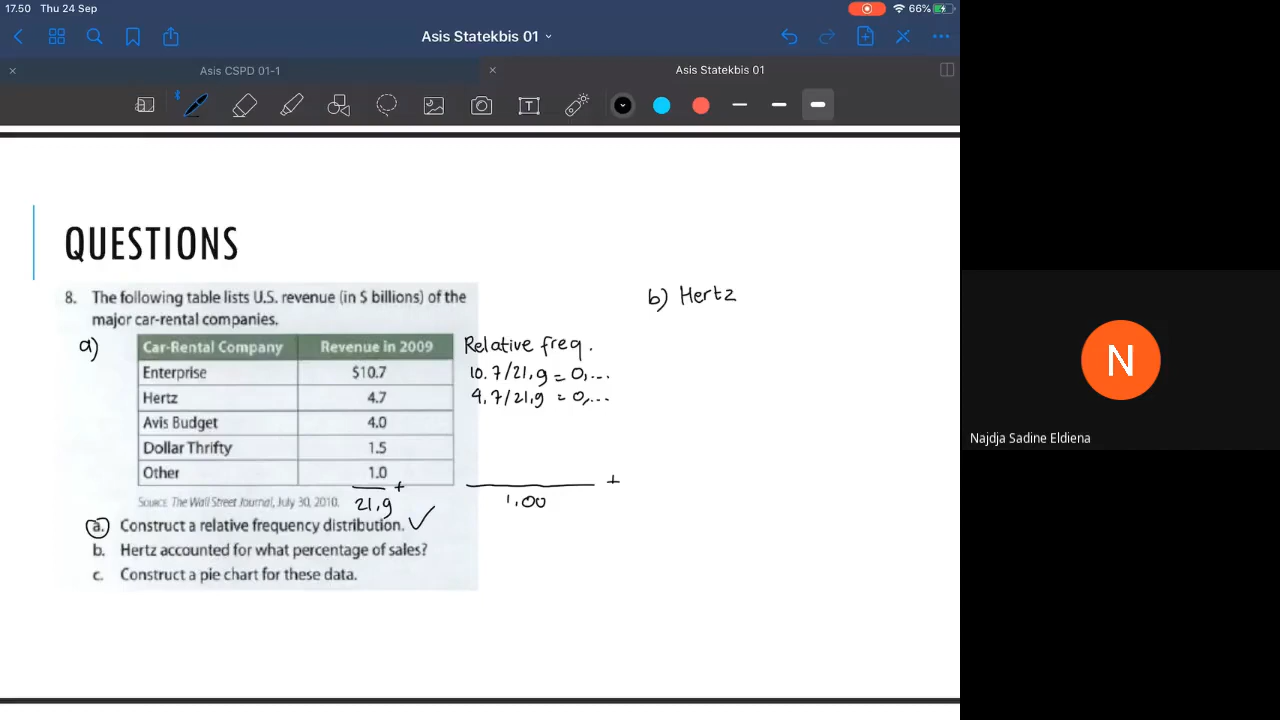 17.50 Thu 24 Sep
66%
Asis Statekbis 01
Asis CSPD 01-1
Asis Statekbis 01
T
QUESTIONS
8. The following table lists U.S. revenue (in $ billions) of the
major car-rental companies.
a)
Car-Rental Company Revenue in 2009 Relative freq.
Enterprise $10.7 10.7/21,9 = 0,...
Hertz 4.7 4.7/21,9 = 0,...
Avis Budget 4.0
Dollar Thrifty 1.5
Other 1.0 + +
SOURCE: The Wall Street Journal, July 30, 2010. 21,9 1,00
a. Construct a relative frequency distribution. ✓
b. Hertz accounted for what percentage of sales?
c. Construct a pie chart for these data.
b) Hertz
N
Najdja Sadine Eldiena